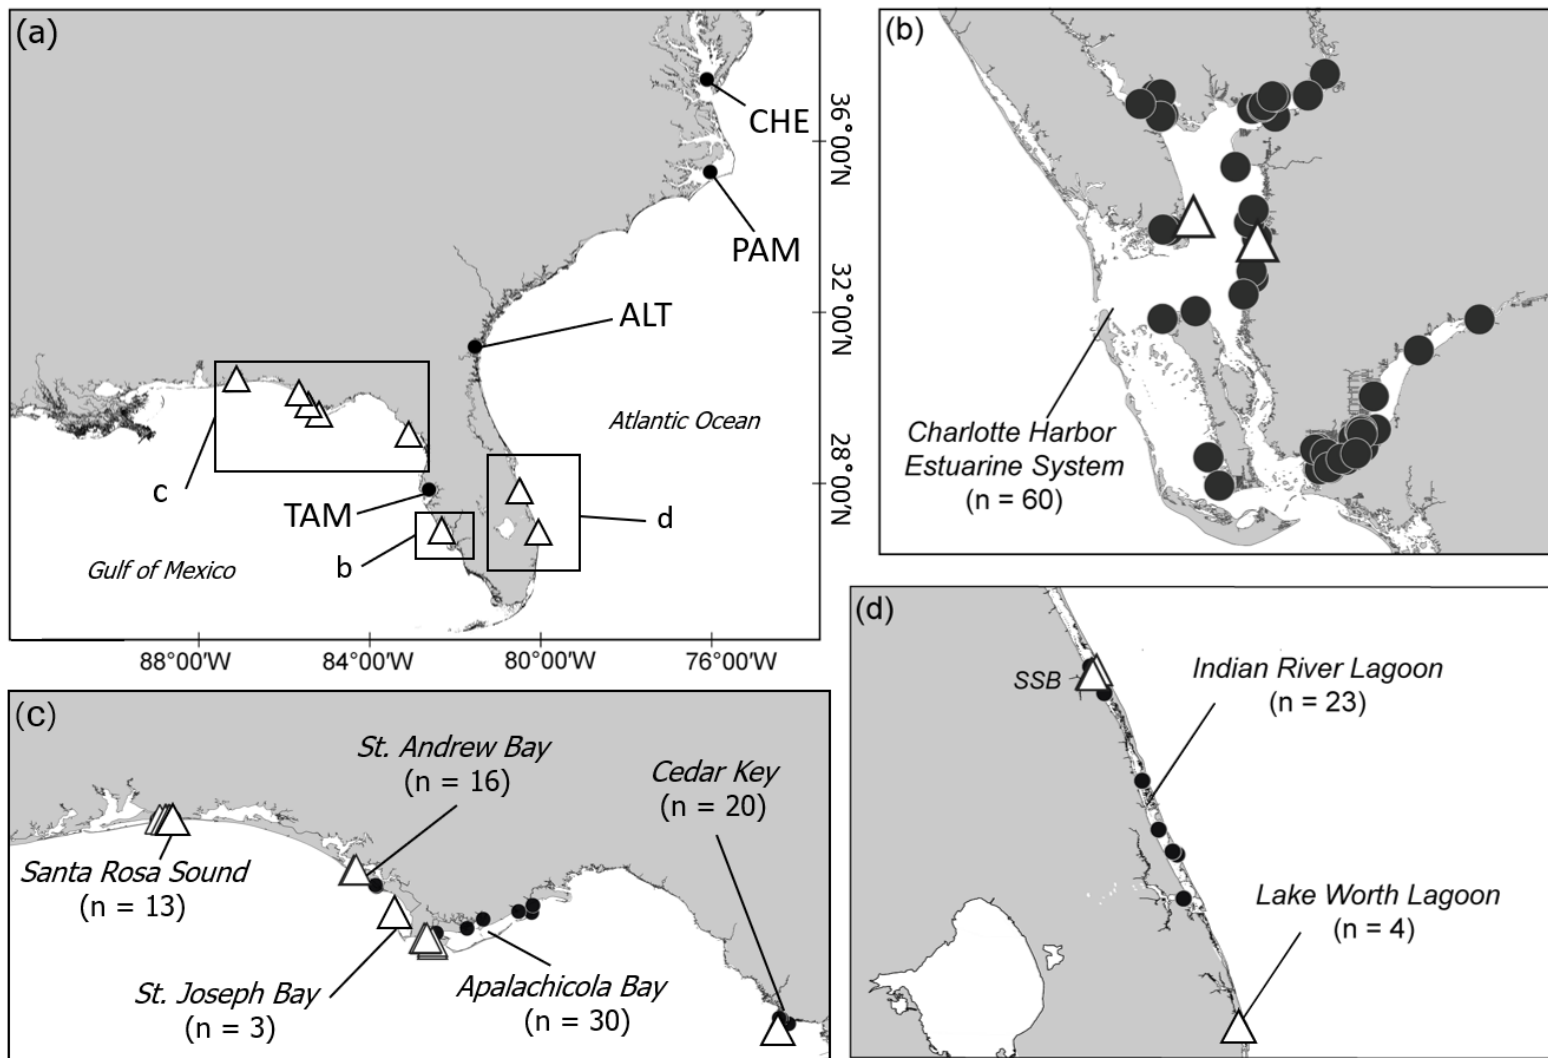 (a)
CHE
PAM
ALT
Atlantic Ocean
c
TAM
d
b
Gulf of Mexico
36°00'N
32°00'N
28°00'N
88°00'W
84°00'W
80°00'W
76°00'W
(b)
Charlotte Harbor
Estuarine System
(n = 60)
(c)
St. Andrew Bay
(n = 16)
Cedar Key
(n = 20)
Santa Rosa Sound
(n = 13)
St. Joseph Bay
(n = 3)
Apalachicola Bay
(n = 30)
(d)
SSB
Indian River Lagoon
(n = 23)
Lake Worth Lagoon
(n = 4)